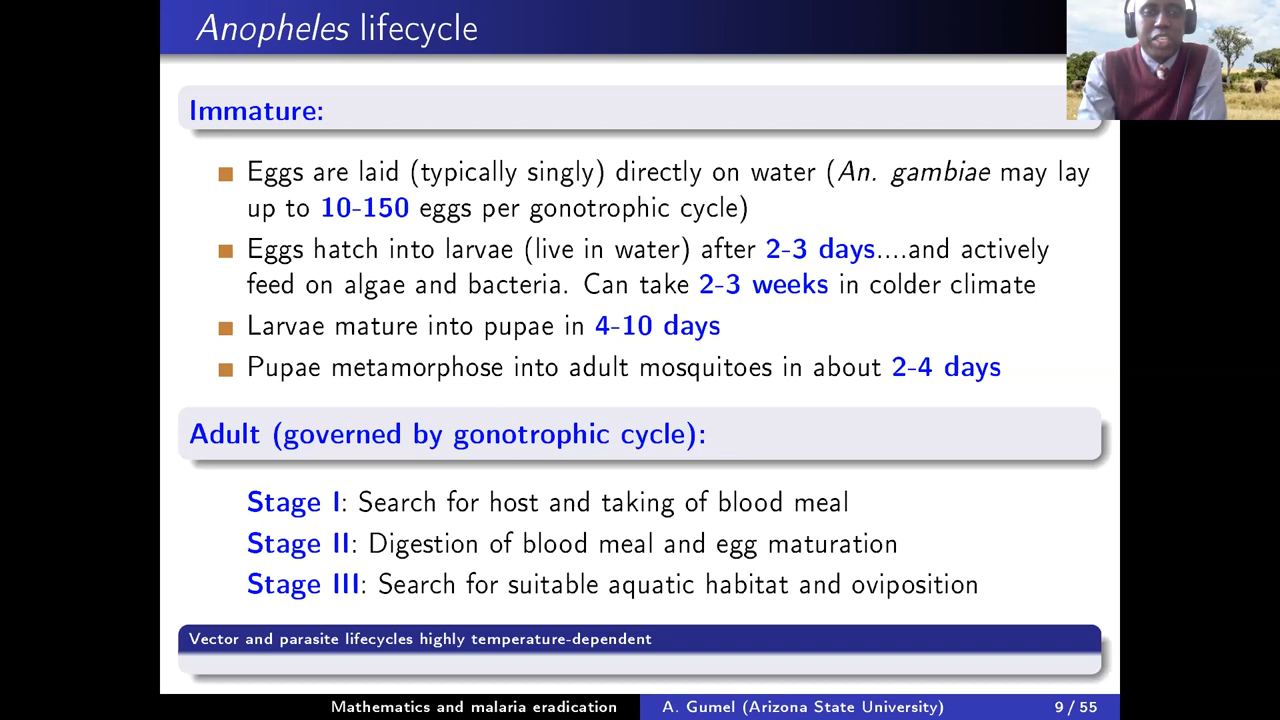 Anopheles lifecycle
Immature:
Eggs are laid (typically singly) directly on water (An. gambiae may lay
up to 10-150 eggs per gonotrophic cycle)
Eggs hatch into larvae (live in water) after 2-3 days....and actively
feed on algae and bacteria. Can take 2-3 weeks in colder climate
Larvae mature into pupae in 4-10 days
Pupae metamorphose into adult mosquitoes in about 2-4 days
Adult (governed by gonotrophic cycle):
Stage I: Search for host and taking of blood meal
Stage II: Digestion of blood meal and egg maturation
Stage III: Search for suitable aquatic habitat and oviposition
Vector and parasite lifecycles highly temperature-dependent
Mathematics and malaria eradication
A. Gumel (Arizona State University)
9 / 55